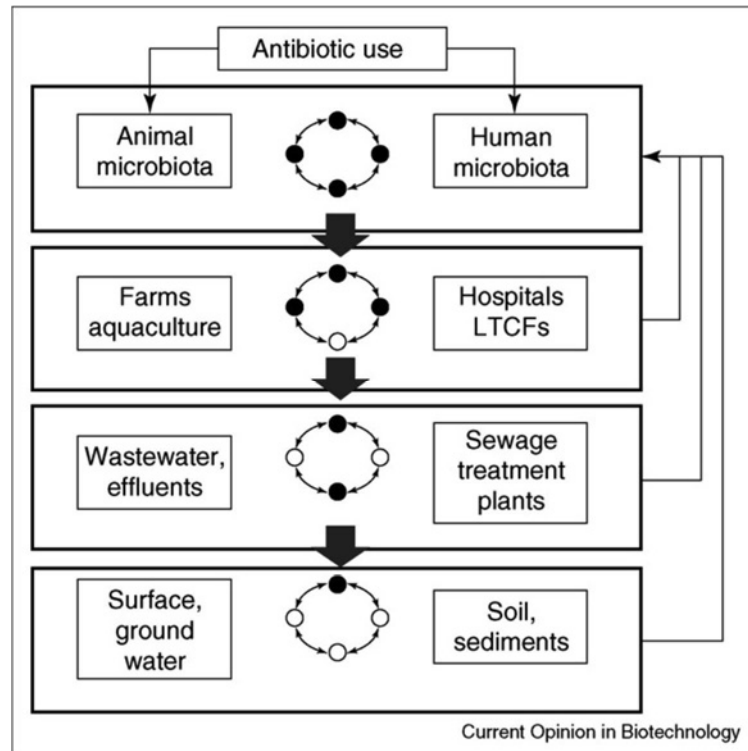 Antibiotic use
Animal
microbiota
Human
microbiota
Farms
aquaculture
Hospitals
LTCFs
Wastewater,
effluents
Sewage
treatment
plants
Surface,
ground
water
Soil,
sediments
Current Opinion in Biotechnology